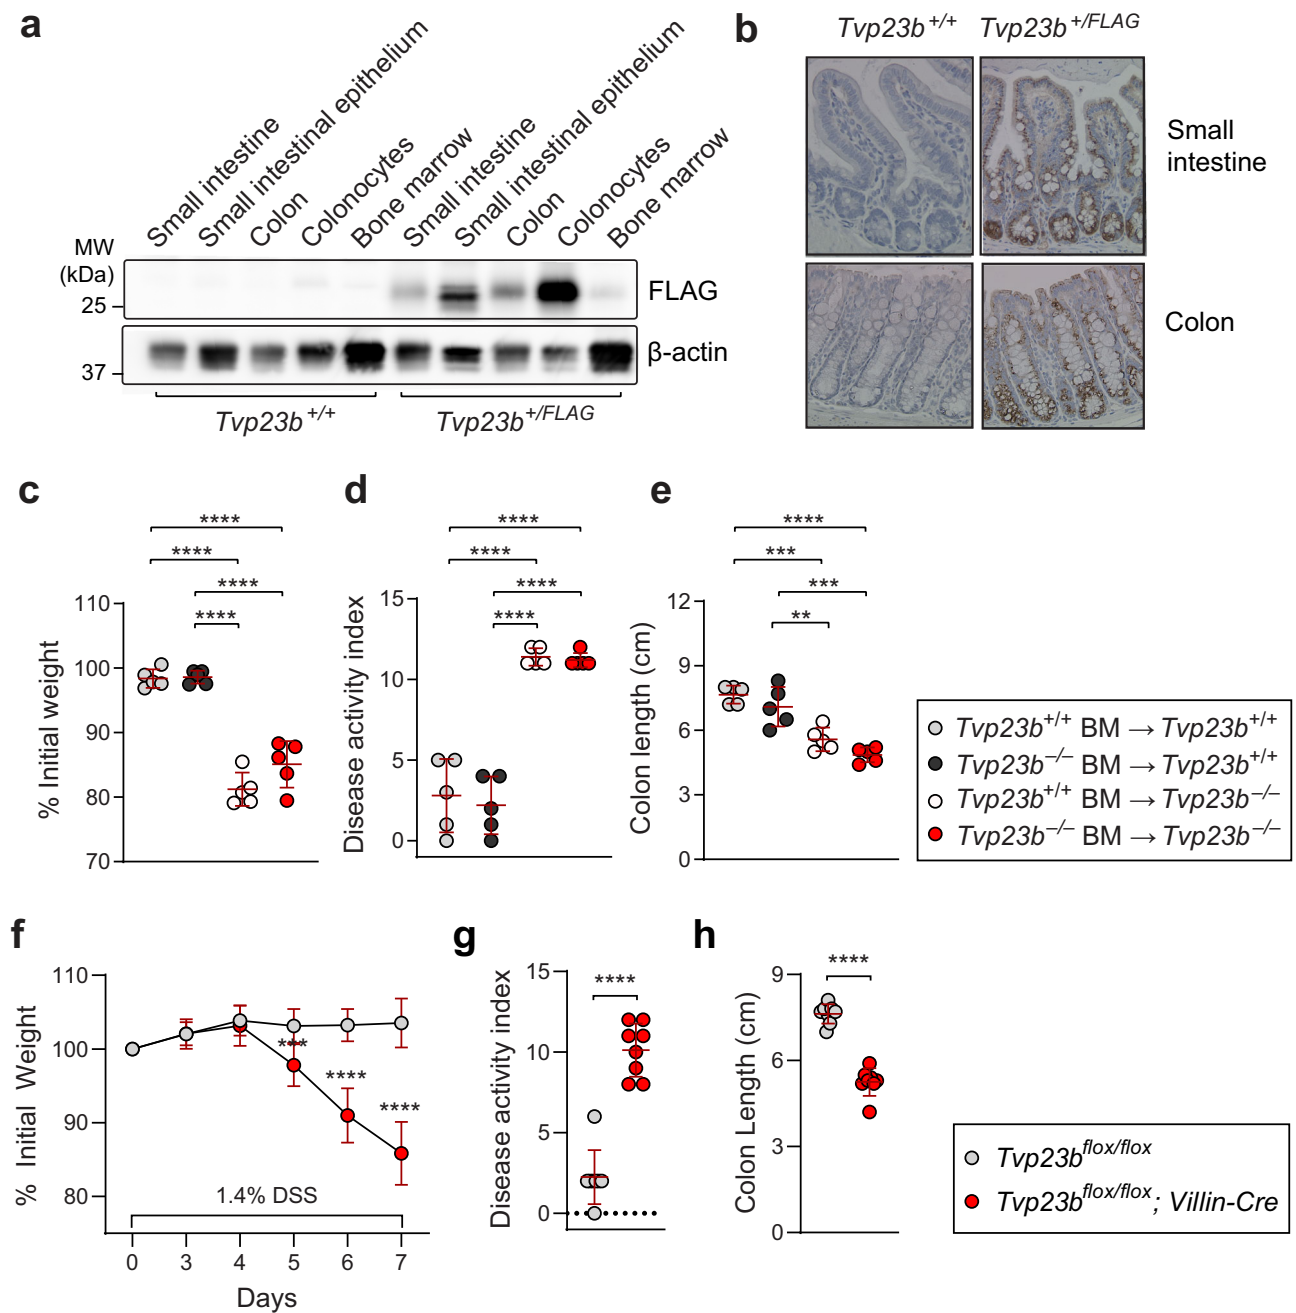 a
Small intestine
Small intestinal epithelium
Colon
Colonocytes
Bone marrow
Small intestine
Small intestinal epithelium
Colon
Colonocytes
Bone marrow
MW
(kDa)
25
FLAG
37
β-actin
Tvp23b+/+
Tvp23b+/FLAG
b
Tvp23b+/+
Tvp23b+/FLAG
Small
intestine
Colon
c
****
****
****
****
110
100
90
80
70
% Initial weight
d
****
****
****
****
15
10
5
0
Disease activity index
e
****
***
***
**
12
9
6
3
0
Colon length (cm)
Tvp23b+/+ BM → Tvp23b+/+
Tvp23b−/− BM → Tvp23b+/+
Tvp23b+/+ BM → Tvp23b−/−
Tvp23b−/− BM → Tvp23b−/−
f
110
100
90
80
% Initial Weight
***
****
****
1.4% DSS
0 3 4 5 6 7
Days
g
****
15
10
5
0
Disease activity index
h
****
9
6
3
0
Colon Length (cm)
Tvp23bflox/flox
Tvp23bflox/flox; Villin-Cre